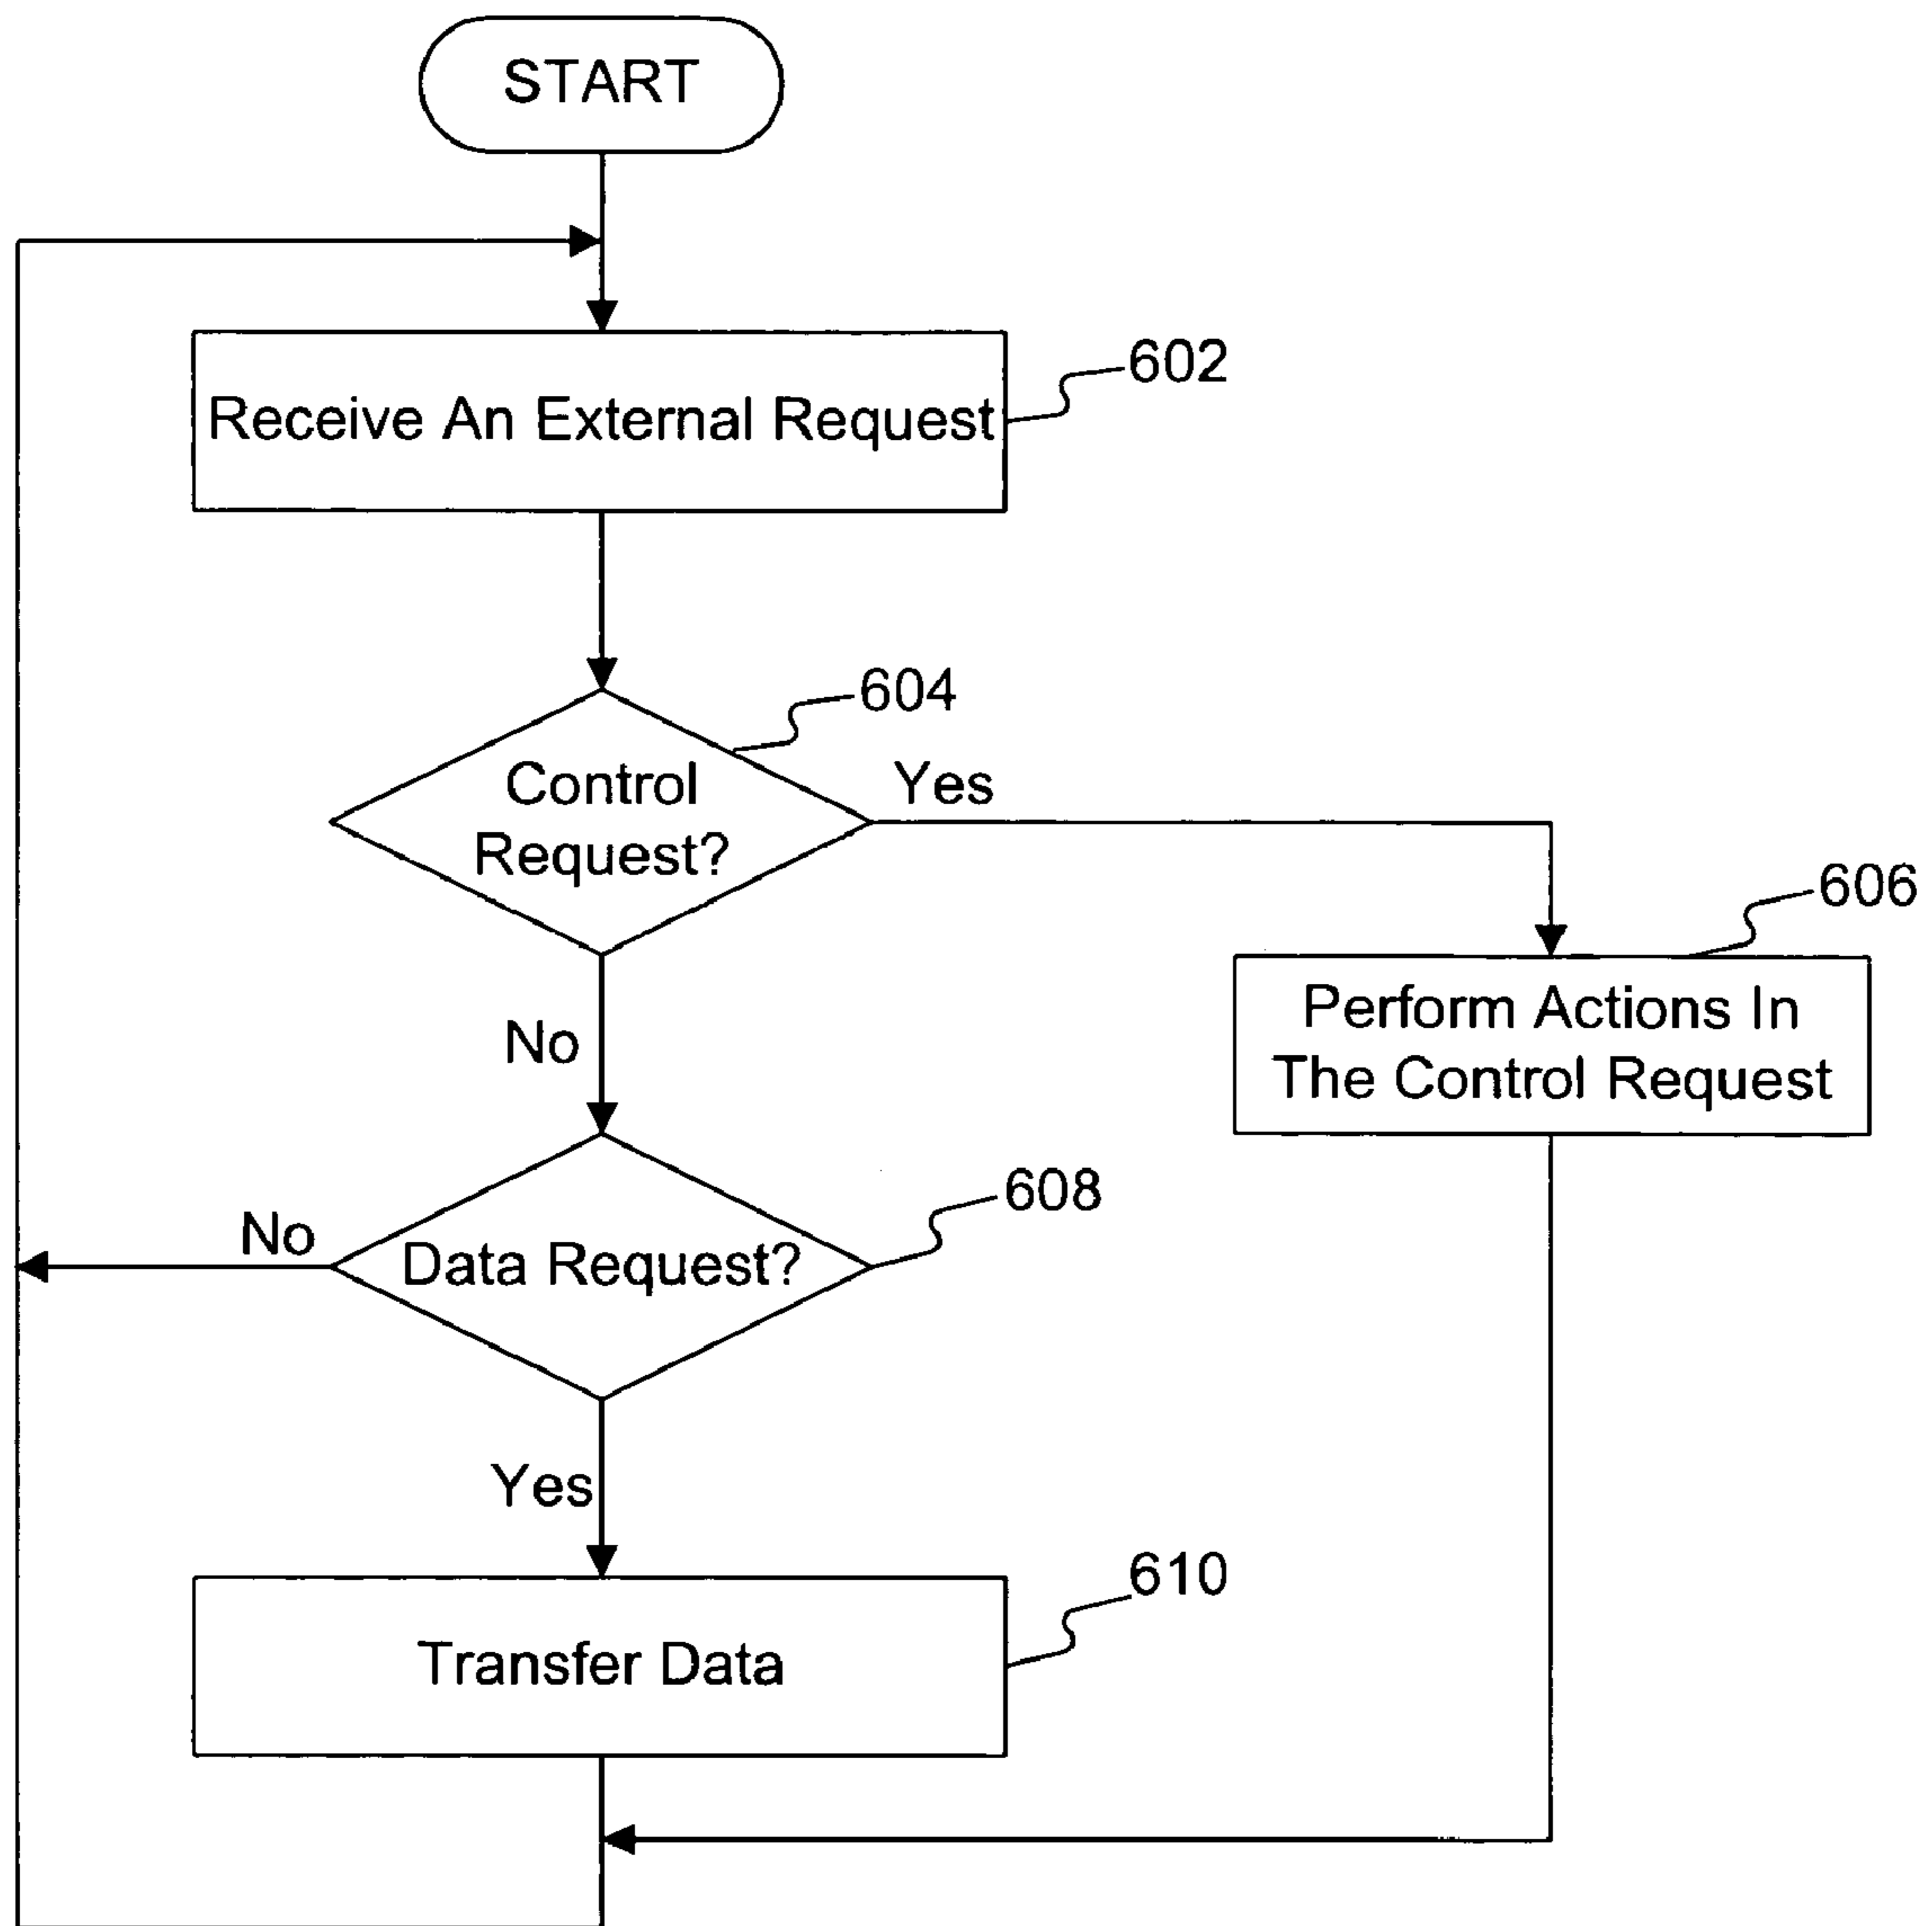 START
Receive An External Request
602
604
Control
Request?
Yes
606
Perform Actions In
The Control Request
No
608
No
Data Request?
Yes
610
Transfer Data